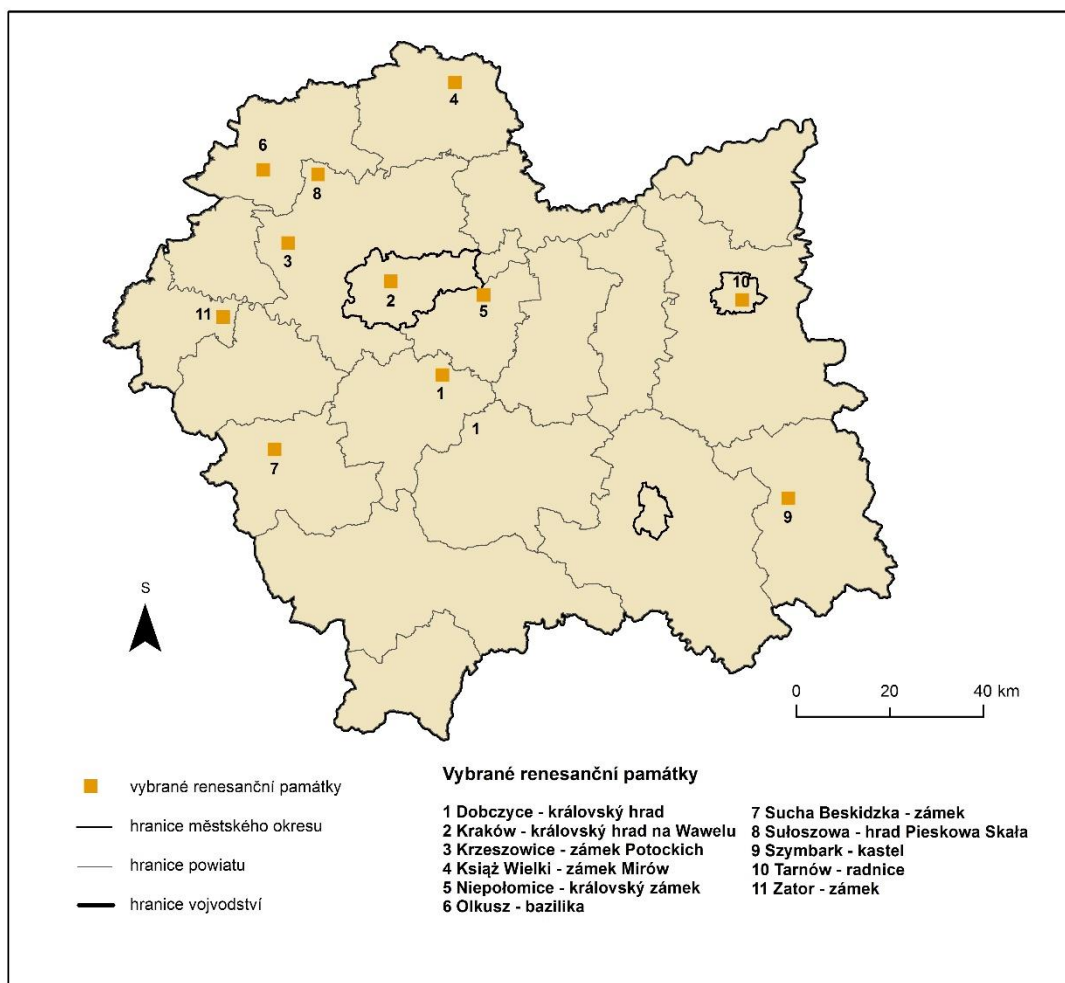 4
6
8
3
2
10
5
11
1
1
7
9
S
0 20 40 km
vybrané renesanční památky
hranice městského okresu
hranice powiatu
hranice vojvodství
Vybrané renesanční památky
1 Dobczyce - královský hrad
2 Kraków - královský hrad na Wawelu
3 Krzeszowice - zámek Potockich
4 Książ Wielki - zámek Mirów
5 Niepołomice - královský zámek
6 Olkusz - bazilika
7 Sucha Beskidzka - zámek
8 Sułoszowa - hrad Pieskowa Skała
9 Szymbark - kastel
10 Tarnów - radnice
11 Zator - zámek